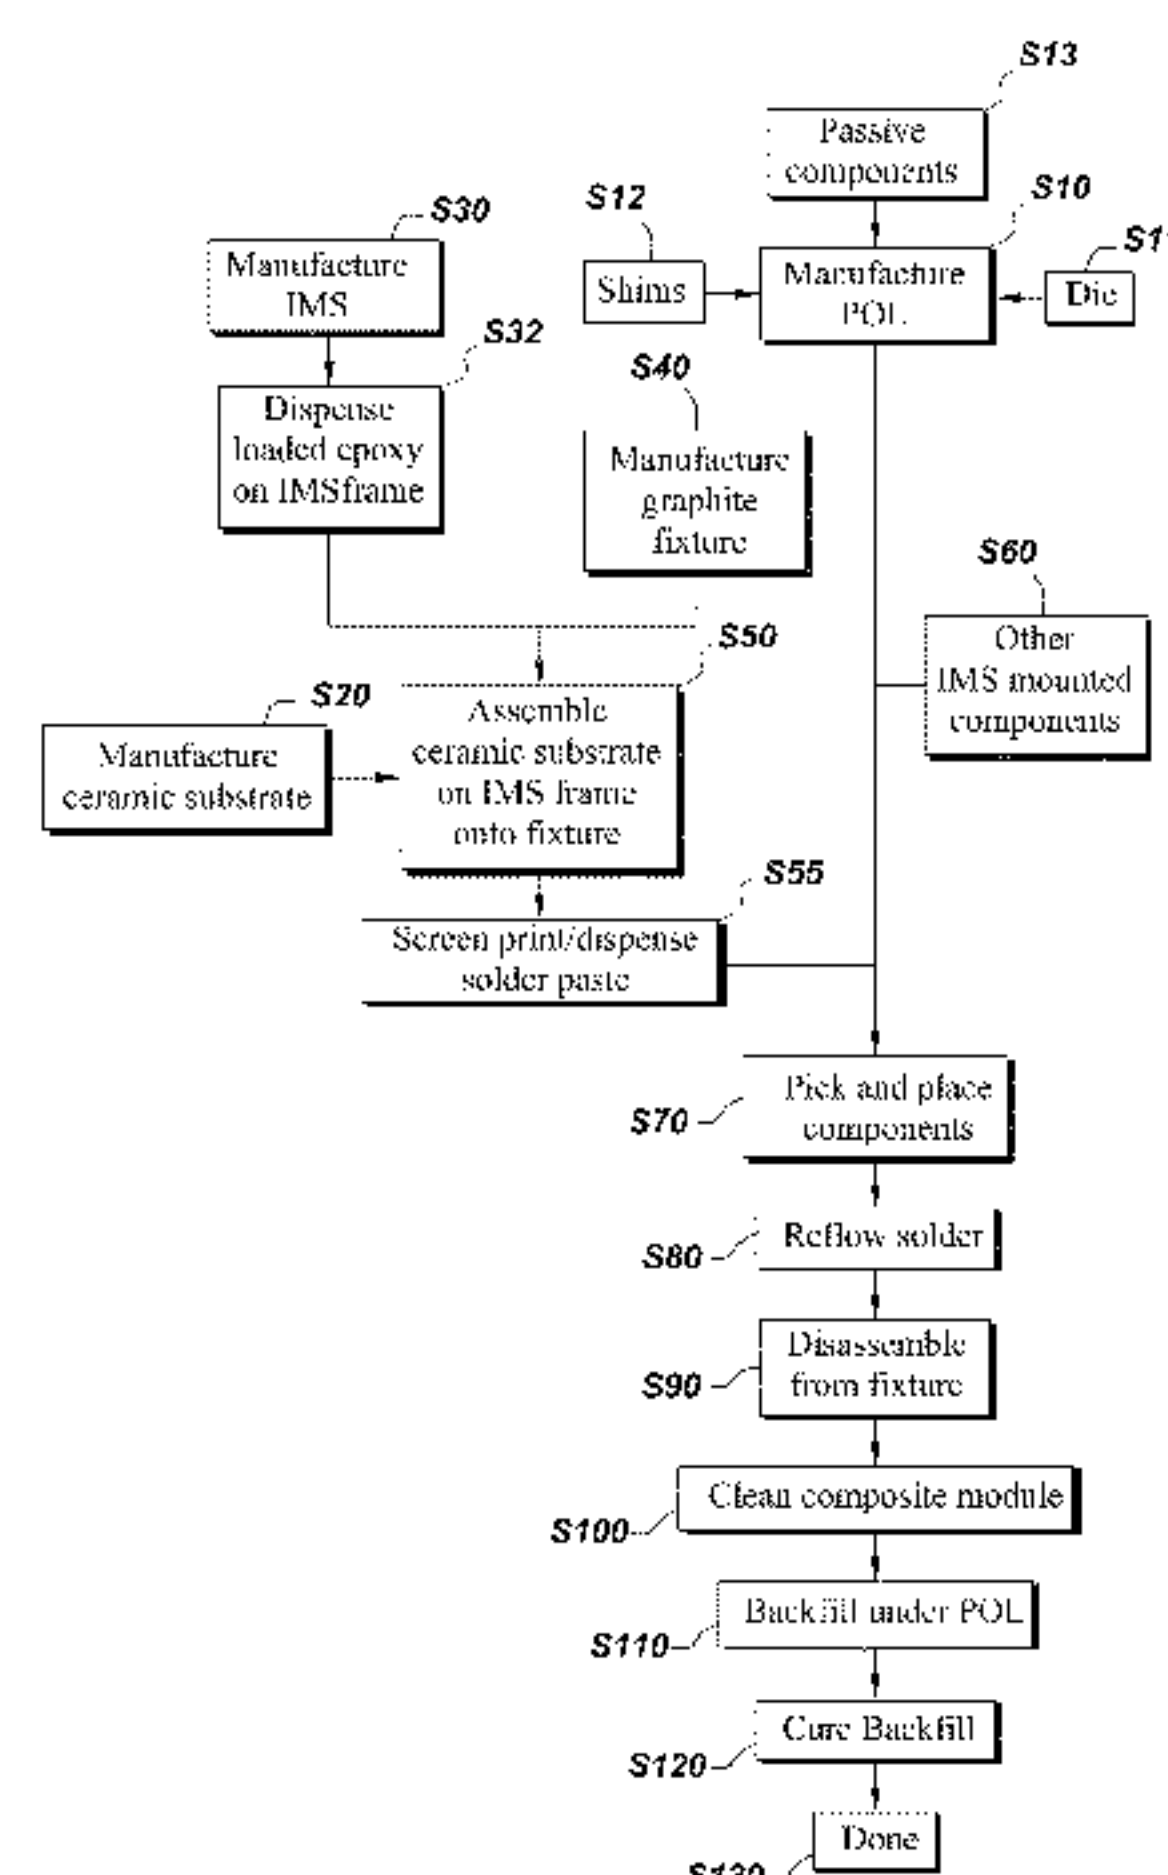 S13
Passive
components
S10
S12
S30
Manufacture
IMS
Shims
Manufacture
POL
Die
S32
S40
Dispense
loaded epoxy
on IMSframe
Manufacture
graphite
fixture
S60
Other
IMS mounted
components
S50
S20
Manufacture
ceramic substrate
Assemble
ceramic substrate
on IMS frame
onto fixture
S55
Screen print/dispense
solder paste
Pick and place
components
S70
Reflow solder
S80
Disassemble
from fixture
S90
Clean composite module
S100
Backfill under POL
S110
Cure Backfill
S120
Done
S130